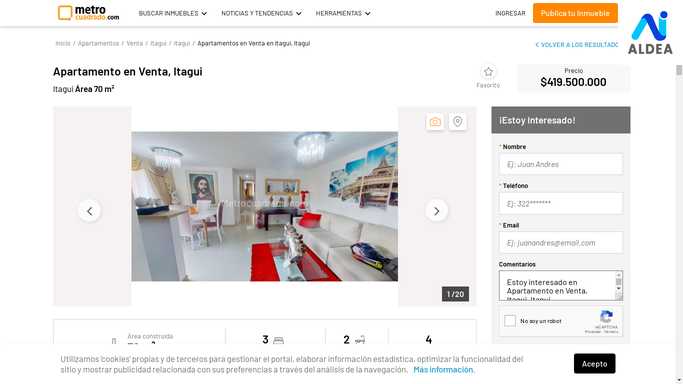 metro
cuadrado.com
BUSCAR INMUEBLES
NOTICIAS Y TENDENCIAS
HERRAMIENTAS
INGRESAR
Publica tu inmueble
AIDEA
Inicio / Apartamentos / Venta / Itagui / Itagui / Apartamentos en Venta en Itagui, Itagui
< VOLVER A LOS RESULTADO
Apartamento en Venta, Itagui
Itagui Área 70 m²
Favorito
Precio
$419.500.000
1 / 20
¡Estoy Interesado!
* Nombre
Ej: Juan Andres
* Teléfono
Ej: 322*******
* Email
Ej: juanandres@email.com
Comentarios
Estoy interesado en
Apartamento en Venta,
Itagui, Itagui
No soy un robot
reCAPTCHA
Privacidad - Términos
Área construida
3
2
4
Utilizamos 'cookies' propias y de terceros para gestionar el portal, elaborar información estadística, optimizar la funcionalidad del
sitio y mostrar publicidad relacionada con sus preferencias a través del análisis de la navegación. Más información.
Acepto